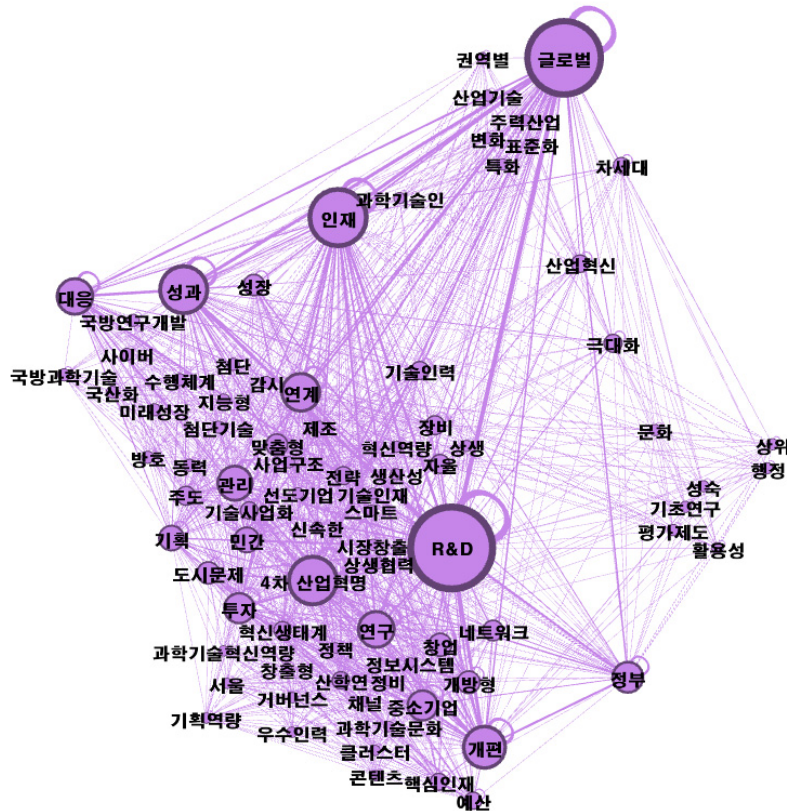 글로벌
권역별
산업기술
주력산업
변화
표준화
특화
차세대
과학기술인
인재
산업혁신
성과
성장
대응
국방연구개발
극대화
사이버
첨단
국방과학기술
수행체계
감시
연계
기술인력
국산화
지능형
미래성장
장비
첨단기술
제조
문화
맞춤형
혁신역량
상생
상위
방호
동력
사업구조
자율
행정
전략
생산성
관리
성숙
주도
선도기업
기술인재
기초연구
기술사업화
스마트
신속한
평가제도
기획
민간
시장창출
R&D
활용성
상생협력
도시문제
4차 산업혁명
투자
연구
네트워크
혁신생태계
정책
창업
과학기술혁신역량
정보시스템
창출형
정부
서울
산학연
정비
개방형
거버넌스
채널
중소기업
기획역량
우수인력
과학기술문화
개편
클러스터
콘텐츠
핵심인재
예산